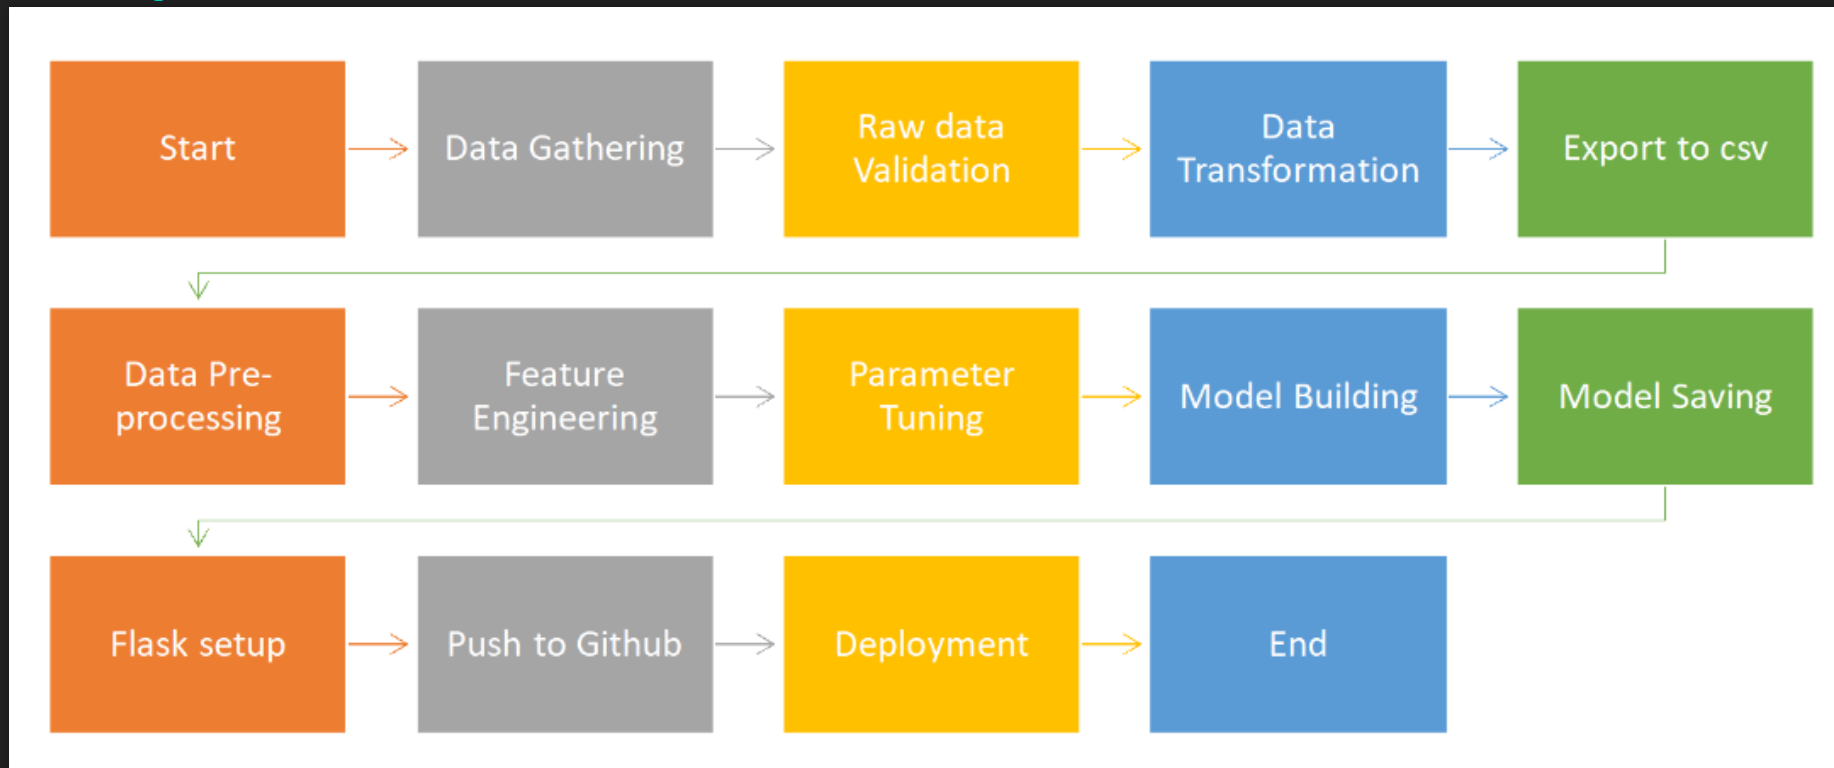 Start
Data Gathering
Raw data
Validation
Data
Transformation
Export to csv
Data Pre-
processing
Feature
Engineering
Parameter
Tuning
Model Building
Model Saving
Flask setup
Push to Github
Deployment
End